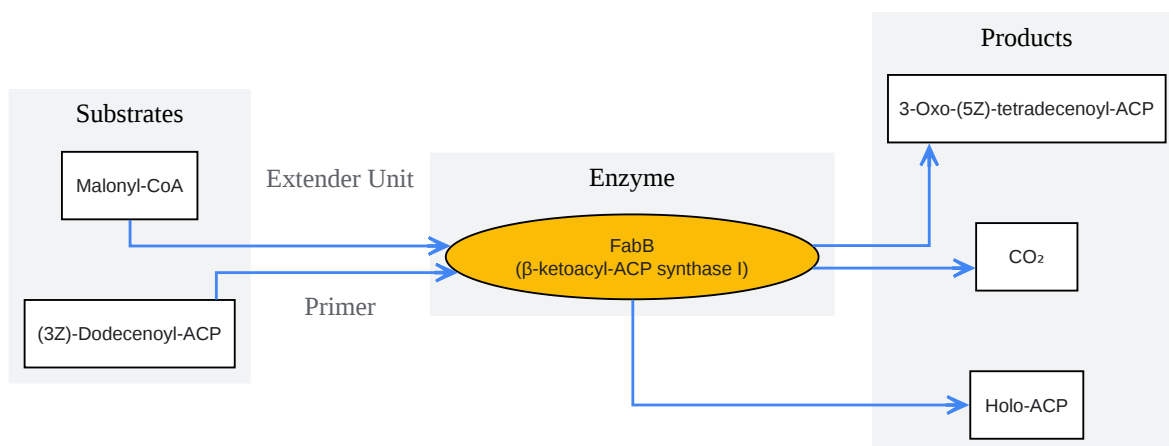 Substrates
Malonyl-CoA
(3Z)-Dodecenoyl-ACP
Extender Unit
Primer
Enzyme
FabB
(β-ketoacyl-ACP synthase I)
Products
3-Oxo-(5Z)-tetradecenoyl-ACP
CO₂
Holo-ACP